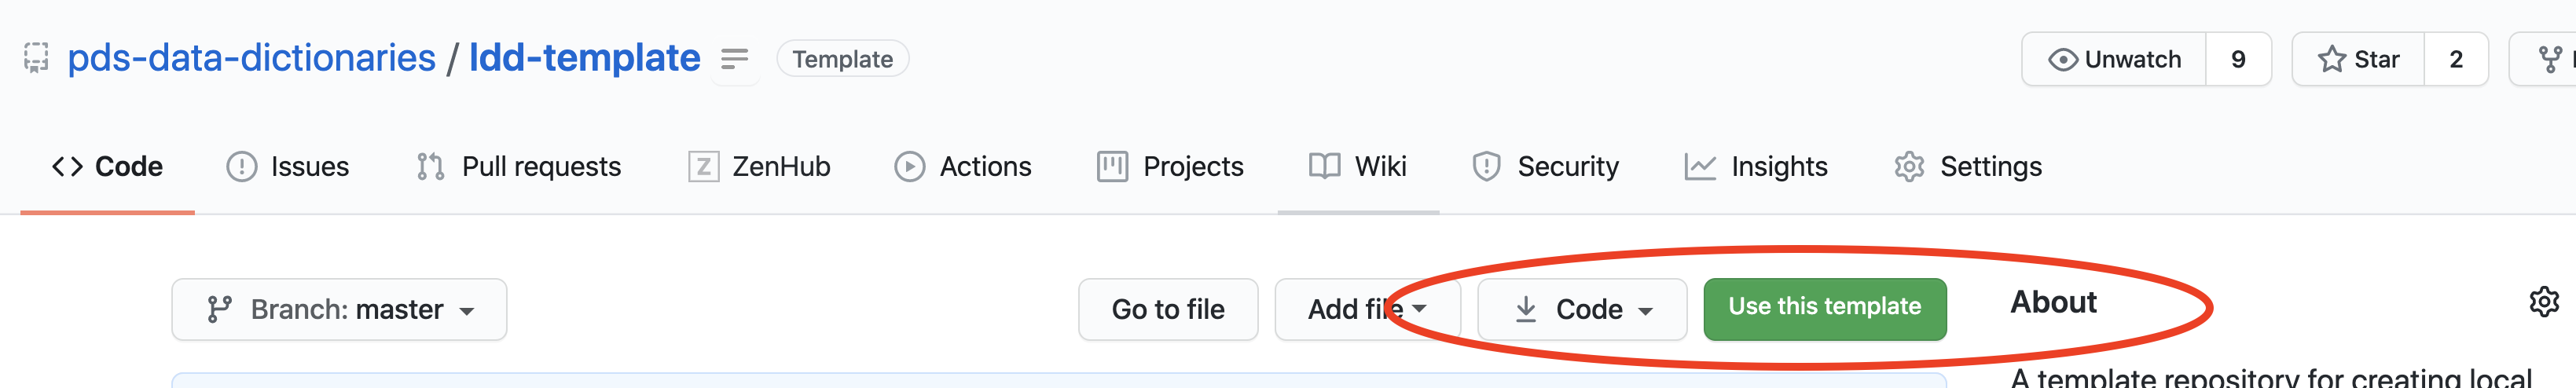 pds-data-dictionaries / ldd-template Template Unwatch 9 Star 2
Code Issues Pull requests Z ZenHub Actions Projects Wiki Security Insights Settings
Branch: master Go to file Add file Code Use this template About
A template repository for creating local